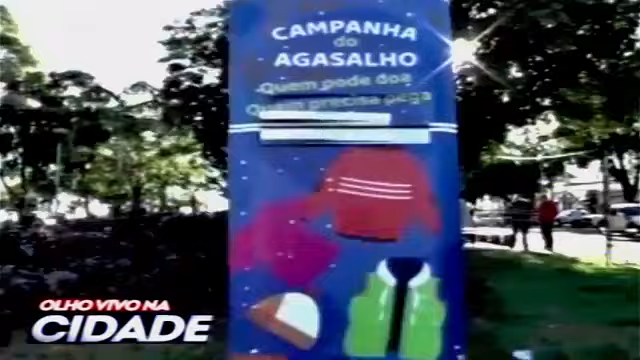 CAMPANHA
do
AGASALHO
Quem pode doa
Quem precisa pega
OLHO VIVO NA
CIDADE